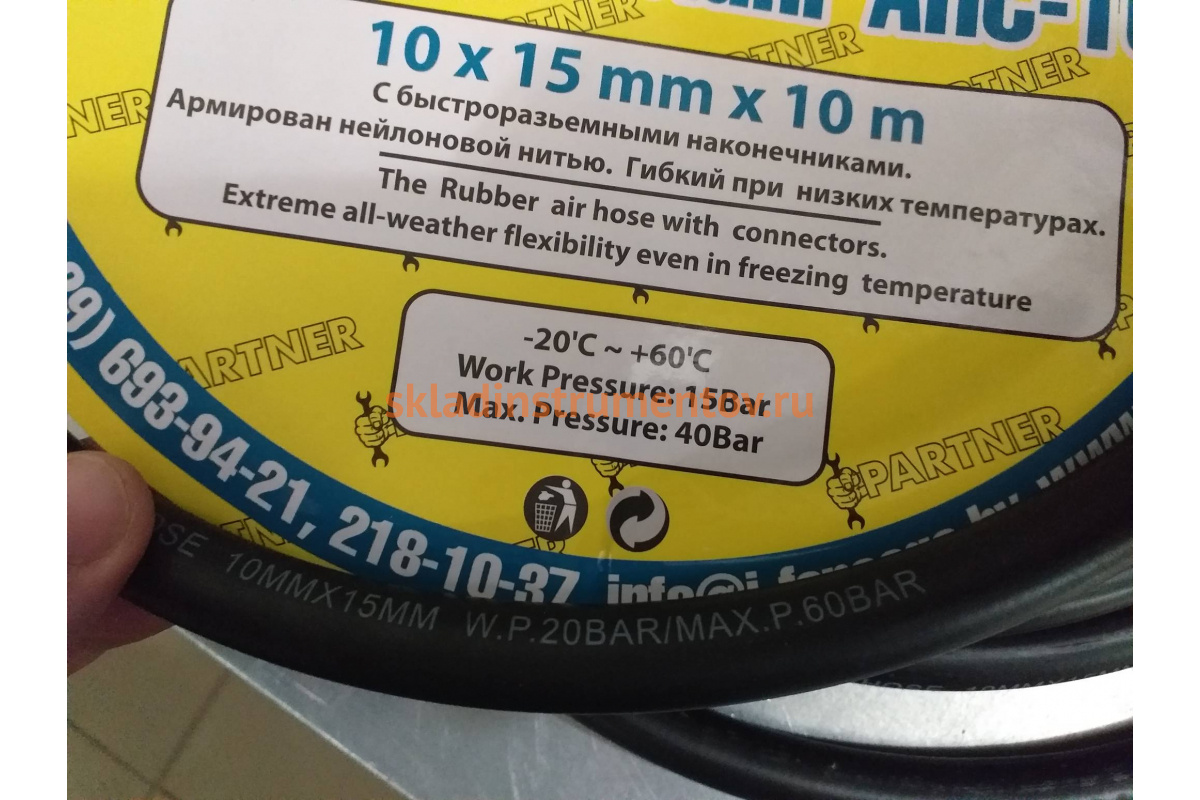 PARTNER
10 x 15 mm x 10 m
С быстроразьемными наконечниками.
Армирован нейлоновой нитью. Гибкий при низких температурах.
The Rubber air hose with connectors.
Extreme all-weather flexibility even in freezing temperature
PARTNER
-20'C ~ +60'C
Work Pressure: 15Bar
Max. Pressure: 40Bar
skladinstrumentov.ru
PARTNER
693-94-21, 218-10-37
10MMX15MM W.P.20BAR/MAX.P.60BAR